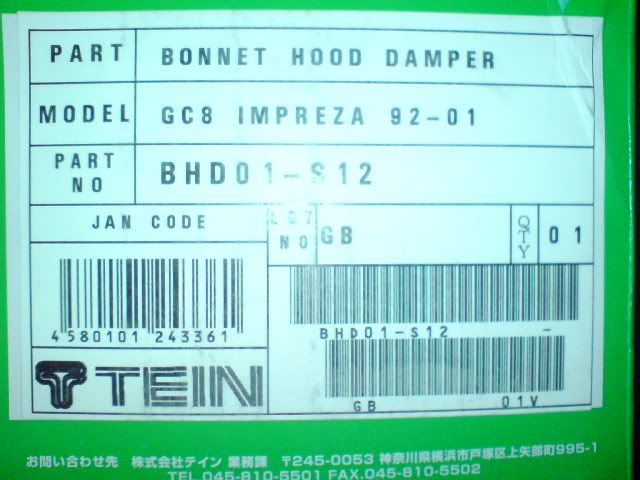 PART BONNET HOOD DAMPER
MODEL GC8 IMPREZA 92-01
PART NO BHD01-S12
JAN CODE
LOT NO GB QTY 01
4580101 243361
BHD01-S12 -
TEIN
GB 01V
お問い合わせ先 株式会社テイン 業務課 〒245-0053 神奈川県横浜市戸塚区上矢部町995-1
TEL.045-810-5501 FAX.045-810-5502